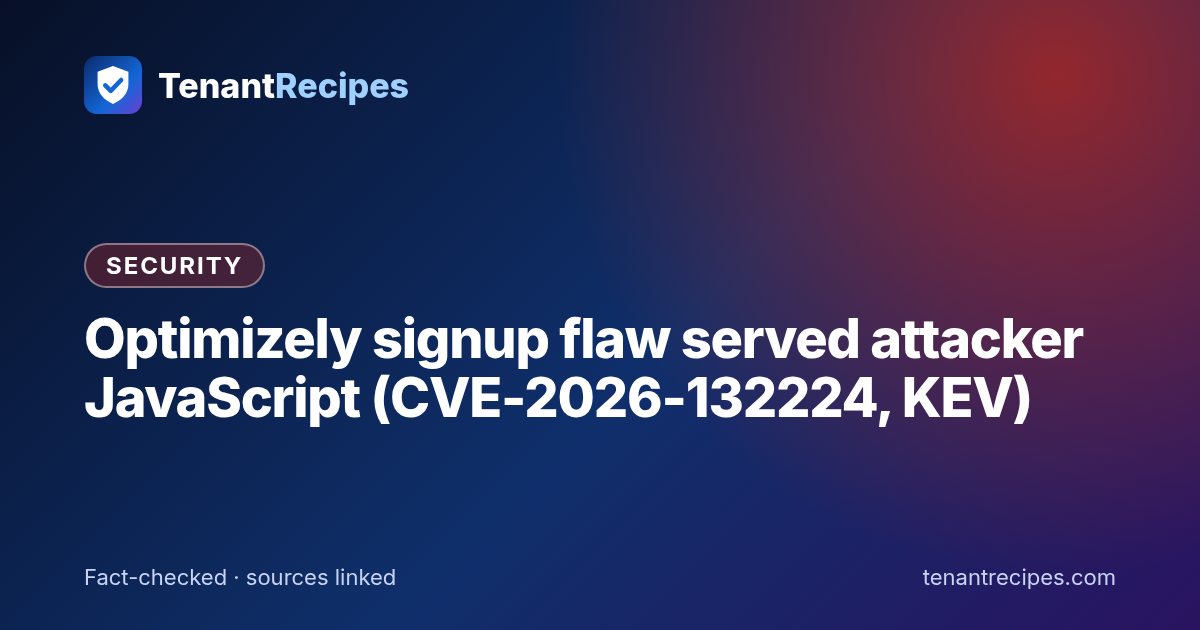 TenantRecipes
SECURITY
Optimizely signup flaw served attacker
JavaScript (CVE-2026-132224, KEV)
Fact-checked · sources linked
tenantrecipes.com